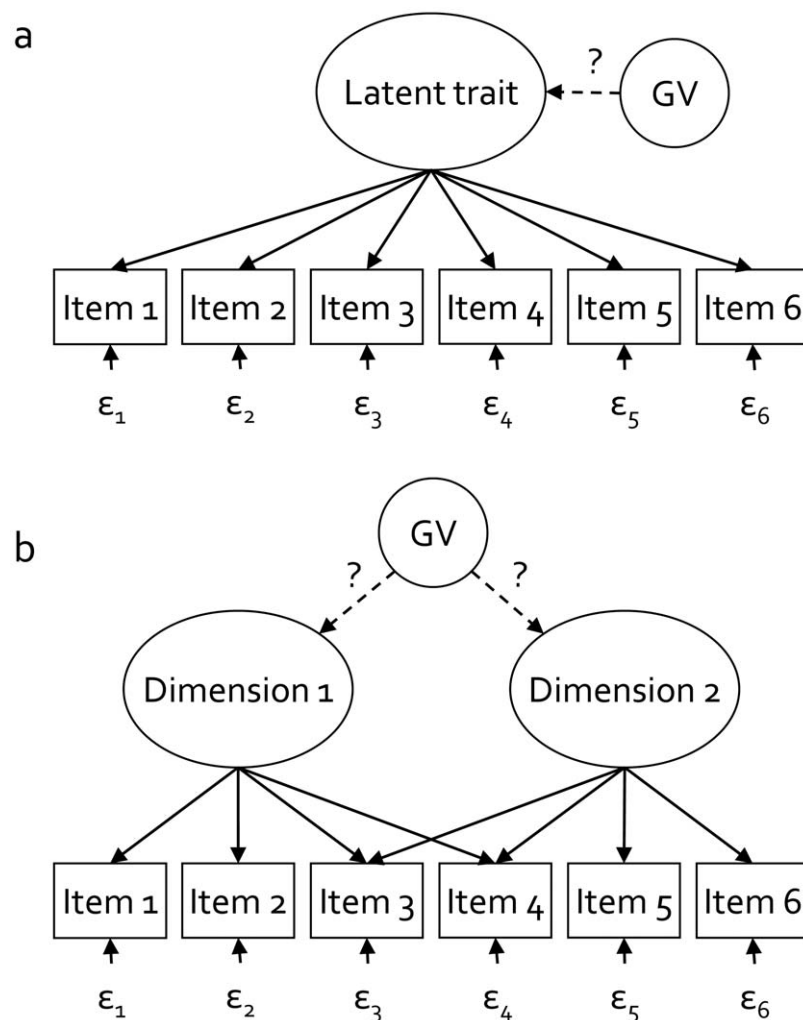 a
Latent trait
?
GV
Item 1 Item 2 Item 3 Item 4 Item 5 Item 6
ε₁ ε₂ ε₃ ε₄ ε₅ ε₆
b
GV
? ?
Dimension 1 Dimension 2
Item 1 Item 2 Item 3 Item 4 Item 5 Item 6
ε₁ ε₂ ε₃ ε₄ ε₅ ε₆